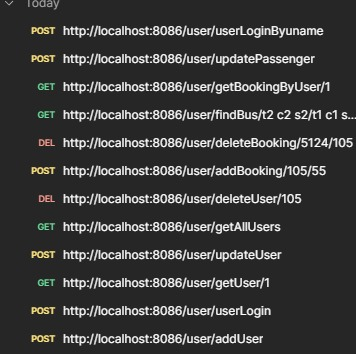 Today
POST http://localhost:8086/user/userLoginByuname
POST http://localhost:8086/user/updatePassenger
GET http://localhost:8086/user/getBookingByUser/1
GET http://localhost:8086/user/findBus/t2 c2 s2/t1 c1 s...
DEL http://localhost:8086/user/deleteBooking/5124/105
POST http://localhost:8086/user/addBooking/105/55
DEL http://localhost:8086/user/deleteUser/105
GET http://localhost:8086/user/getAllUsers
POST http://localhost:8086/user/updateUser
GET http://localhost:8086/user/getUser/1
POST http://localhost:8086/user/userLogin
POST http://localhost:8086/user/addUser